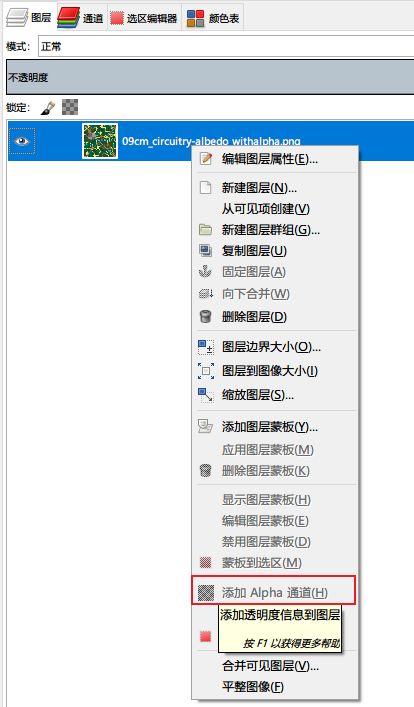 图层 通道 选区编辑器 颜色表
模式: 正常
不透明度
锁定:
09cm_circuitry-albedo_withalpha.png
编辑图层属性(E)...
新建图层(N)...
从可见项创建(V)
新建图层群组(G)...
复制图层(U)
固定图层(A)
向下合并(W)
删除图层(D)
图层边界大小(O)...
图层到图像大小(I)
缩放图层(S)...
添加图层蒙板(Y)...
应用图层蒙板(M)
删除图层蒙板(K)
显示图层蒙板(H)
编辑图层蒙板(E)
禁用图层蒙板(D)
蒙板到选区(M)
添加 Alpha 通道(H)
添加透明度信息到图层
按 F1 以获得更多帮助
合并可见图层(V)...
平整图像(F)